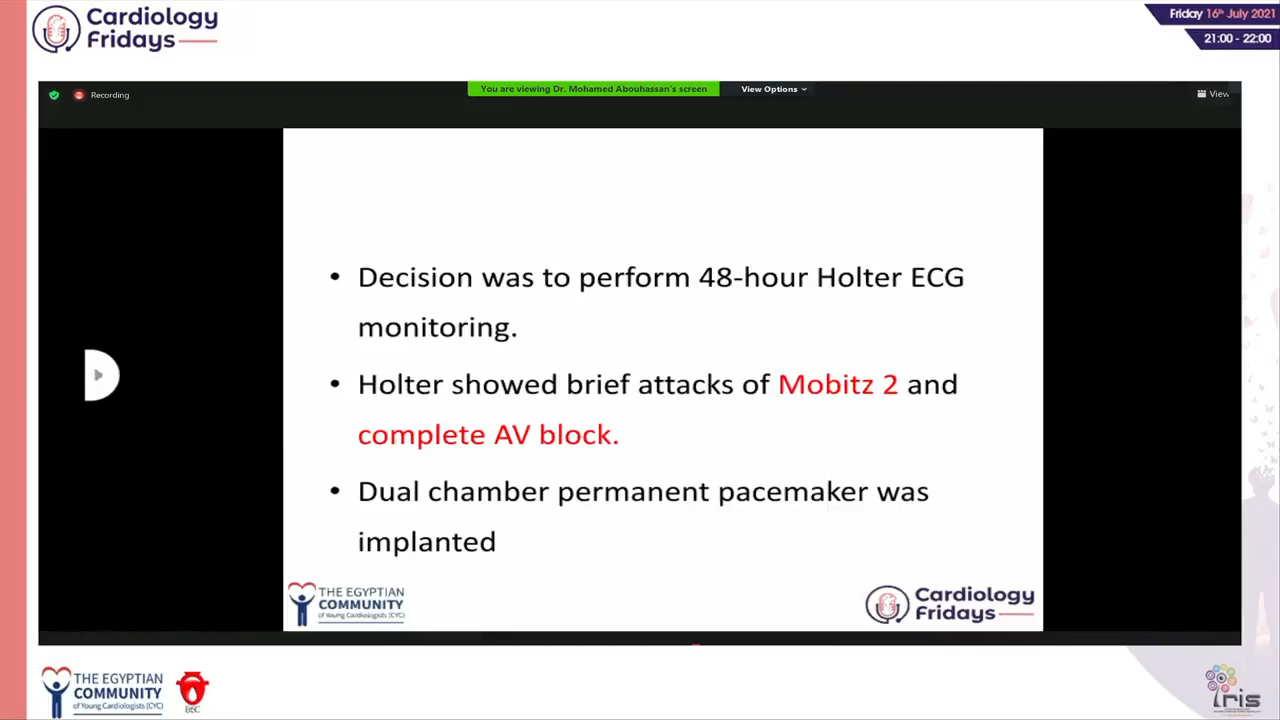 Cardiology
Fridays
Friday 16th July 2021
21:00 - 22:00
Recording
You are viewing Dr. Mohamed Abouhassan's screen
View Options
View
• Decision was to perform 48-hour Holter ECG
monitoring.
• Holter showed brief attacks of Mobitz 2 and
complete AV block.
• Dual chamber permanent pacemaker was
implanted
THE EGYPTIAN
COMMUNITY
of Young Cardiologists (CYC)
Cardiology
Fridays
THE EGYPTIAN
COMMUNITY
of Young Cardiologists (CYC)
iris